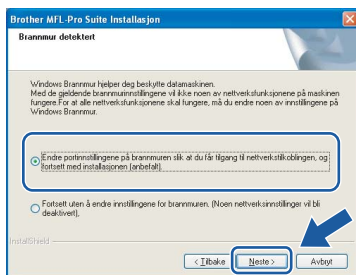 Brother MFL-Pro Suite Installasjon
Brannmur detektert
Windows Brannmur hjelper deg beskytte datamaskinen.
Med de gjeldende brannmurinnstillingene vil ikke noen av nettverksfunksjonene på maskinen
fungere.For at alle nettverksfunksjonene skal fungere, må du endre noen av innstillingene på
Windows Brannmur.
Endre portinnstillingene på brannmuren slik at du får tilgang til nettverkstilkoblingen, og
fortsett med installasjonen (anbefalt).
Fortsett uten å endre innstillingene for brannmuren. (Noen nettverksinnstillinger vil bli
deaktivert),
InstallShield
< Tilbake
Neste >
Avbryt